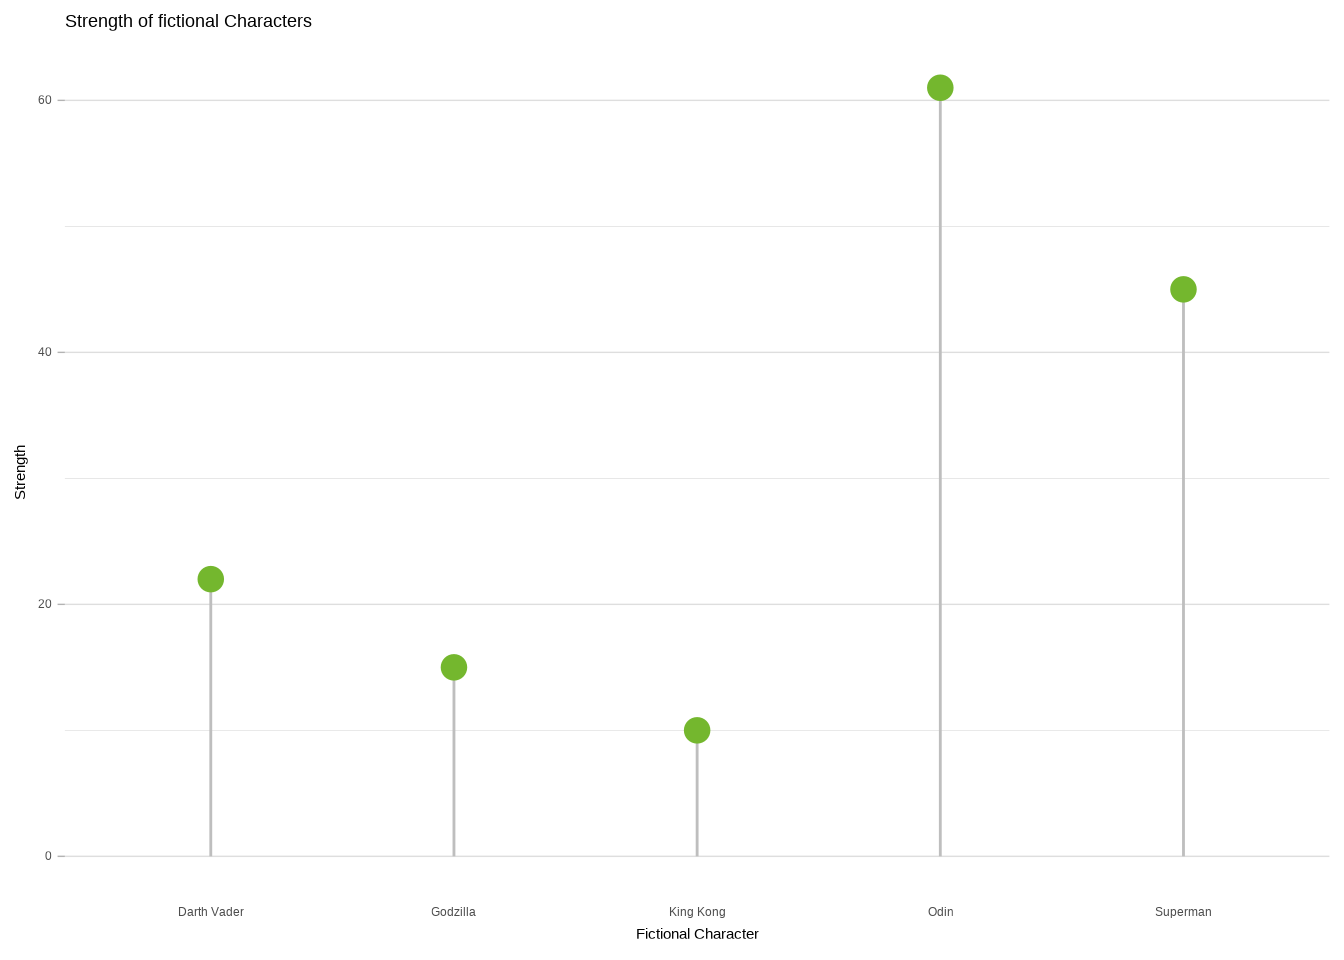 Strength of fictional Characters
60
40
20
0
Strength
Darth Vader
Godzilla
King Kong
Odin
Superman
Fictional Character